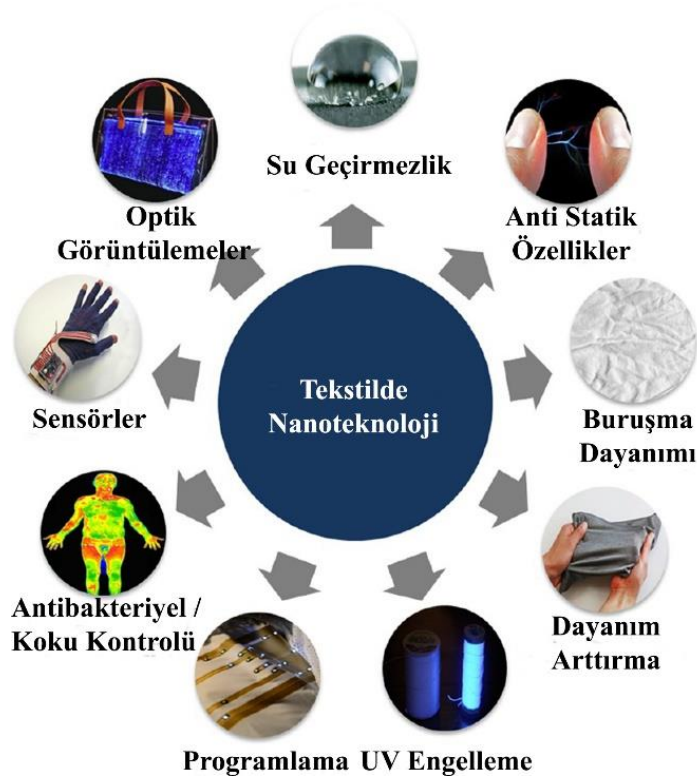 Su Geçirmezlik
Anti Statik
Özellikler
Buruşma
Dayanımı
Dayanım
Arttırma
UV Engelleme
Programlama
Antibakteriyel /
Koku Kontrolü
Sensörler
Optik
Görüntülemeler
Tekstilde
Nanoteknoloji